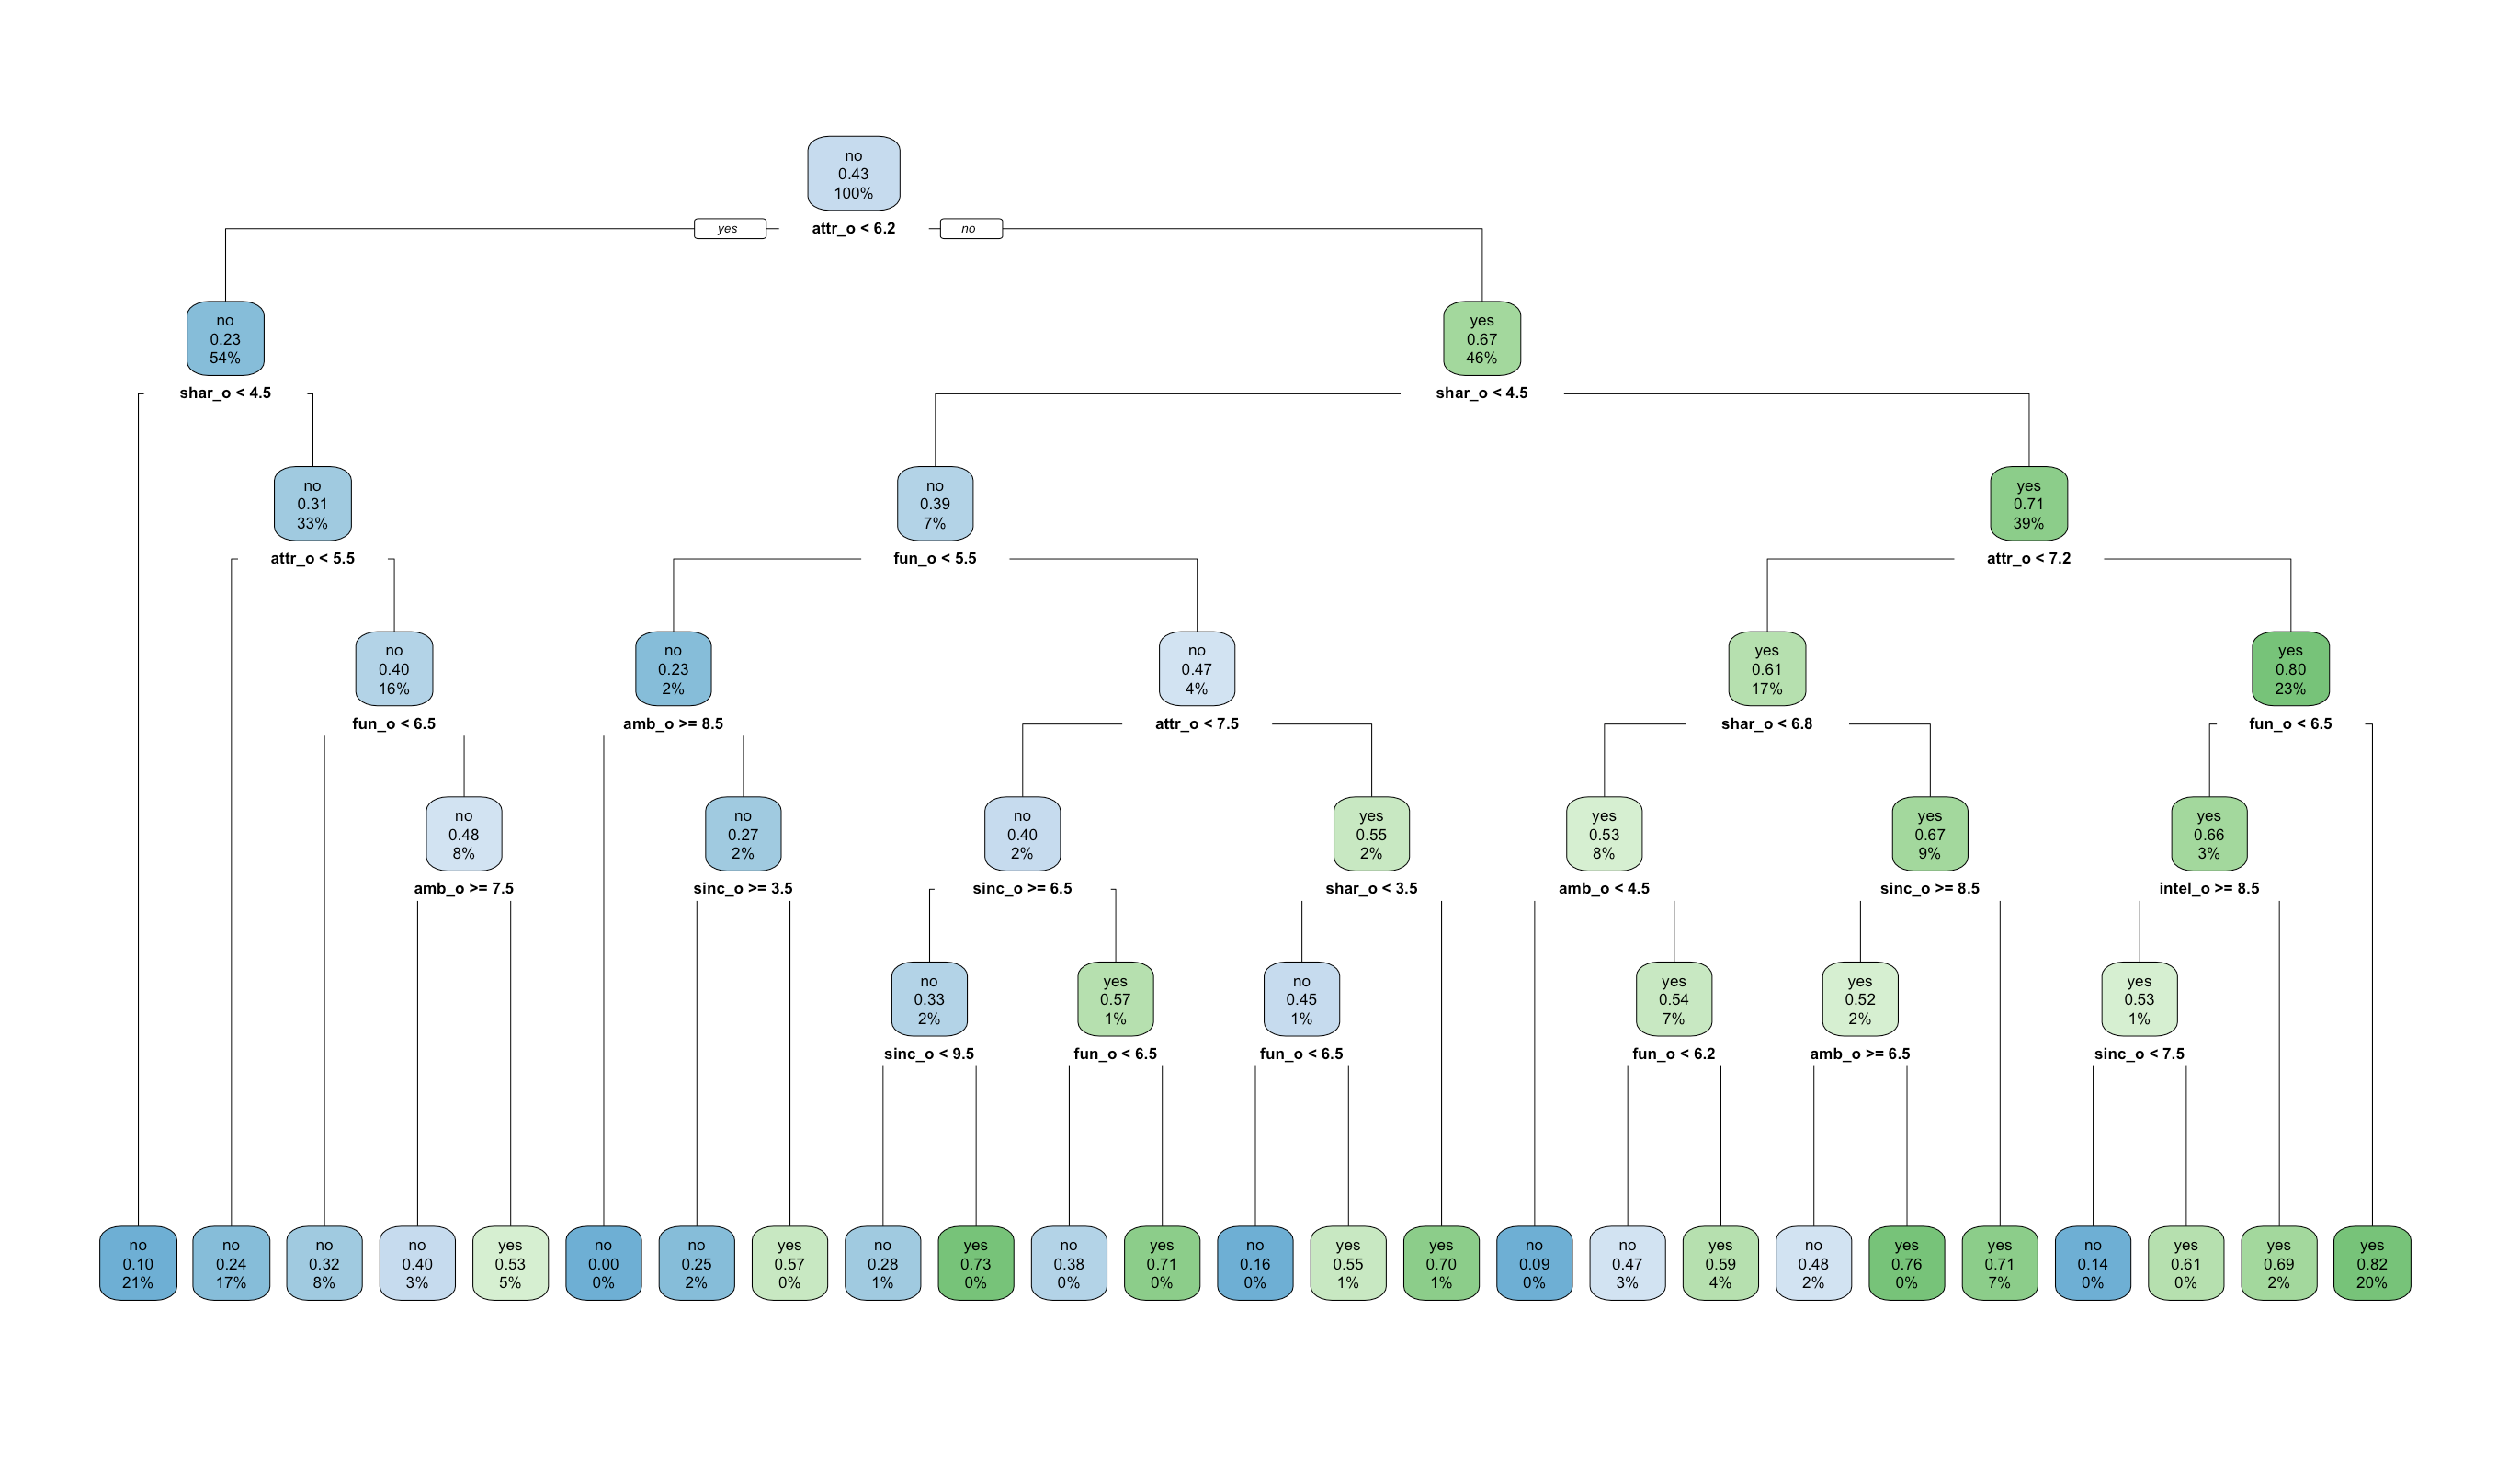 no
0.43
100%
yes
attr_o < 6.2
no
no
0.23
54%
yes
0.67
46%
shar_o < 4.5
shar_o < 4.5
no
0.31
33%
no
0.39
7%
yes
0.71
39%
attr_o < 5.5
fun_o < 5.5
attr_o < 7.2
no
0.40
16%
no
0.23
2%
no
0.47
4%
yes
0.61
17%
yes
0.80
23%
fun_o < 6.5
amb_o >= 8.5
attr_o < 7.5
shar_o < 6.8
fun_o < 6.5
no
0.48
8%
no
0.27
2%
no
0.40
2%
yes
0.55
2%
yes
0.53
8%
yes
0.67
9%
yes
0.66
3%
amb_o >= 7.5
sinc_o >= 3.5
sinc_o >= 6.5
shar_o < 3.5
amb_o < 4.5
sinc_o >= 8.5
intel_o >= 8.5
no
0.33
2%
yes
0.57
1%
no
0.45
1%
yes
0.54
7%
yes
0.52
2%
yes
0.53
1%
sinc_o < 9.5
fun_o < 6.5
fun_o < 6.5
fun_o < 6.2
amb_o >= 6.5
sinc_o < 7.5
no
0.10
21%
no
0.24
17%
no
0.32
8%
no
0.40
3%
yes
0.53
5%
no
0.00
0%
no
0.25
2%
yes
0.57
0%
no
0.28
1%
yes
0.73
0%
no
0.38
0%
yes
0.71
0%
no
0.16
0%
yes
0.55
1%
yes
0.70
1%
no
0.09
0%
no
0.47
3%
yes
0.59
4%
no
0.48
2%
yes
0.76
0%
yes
0.71
7%
no
0.14
0%
yes
0.61
0%
yes
0.69
2%
yes
0.82
20%